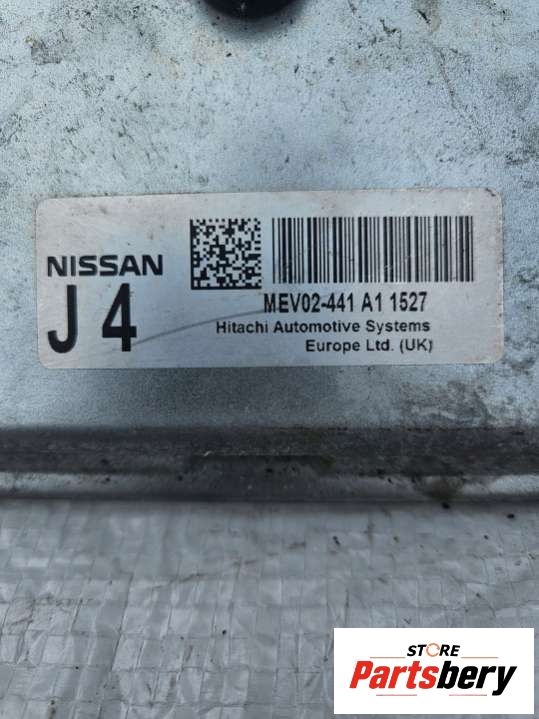 NISSAN
J 4
MEV02-441 A1 1527
Hitachi Automotive Systems
Europe Ltd. (UK)
STORE
Partsbery